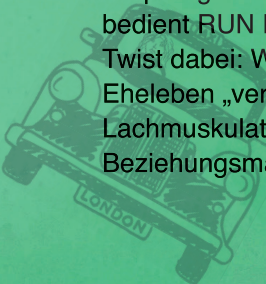 bedient RUN
Twist dabei: W
Eheleben „ver
Lachmuskulat
Beziehungsma
LONDON